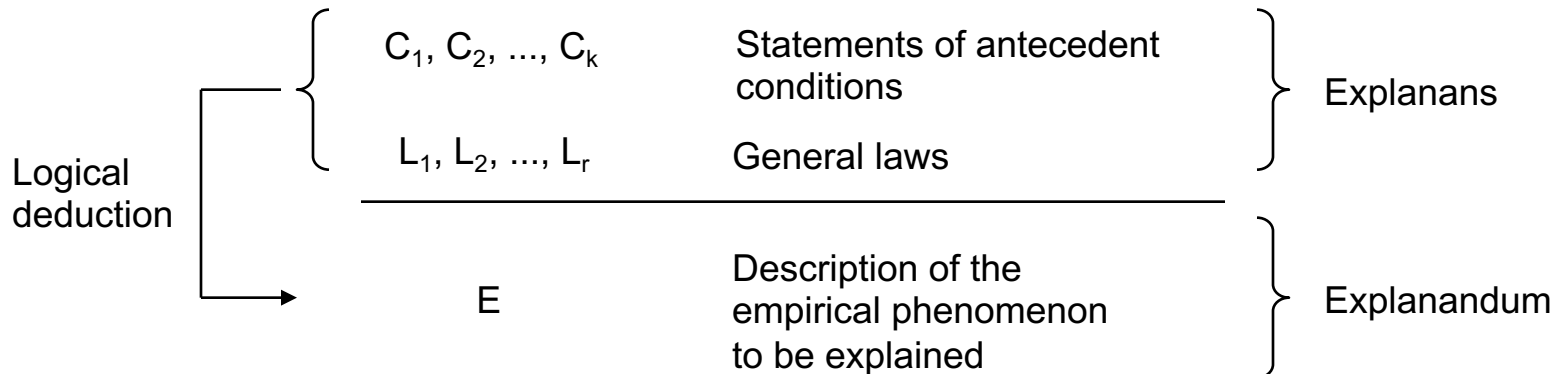 C₁, C₂, ..., Cₖ
Statements of antecedent
conditions
Explanans
L₁, L₂, ..., Lᵣ
General laws
Logical
deduction
E
Description of the
empirical phenomenon
to be explained
Explanandum